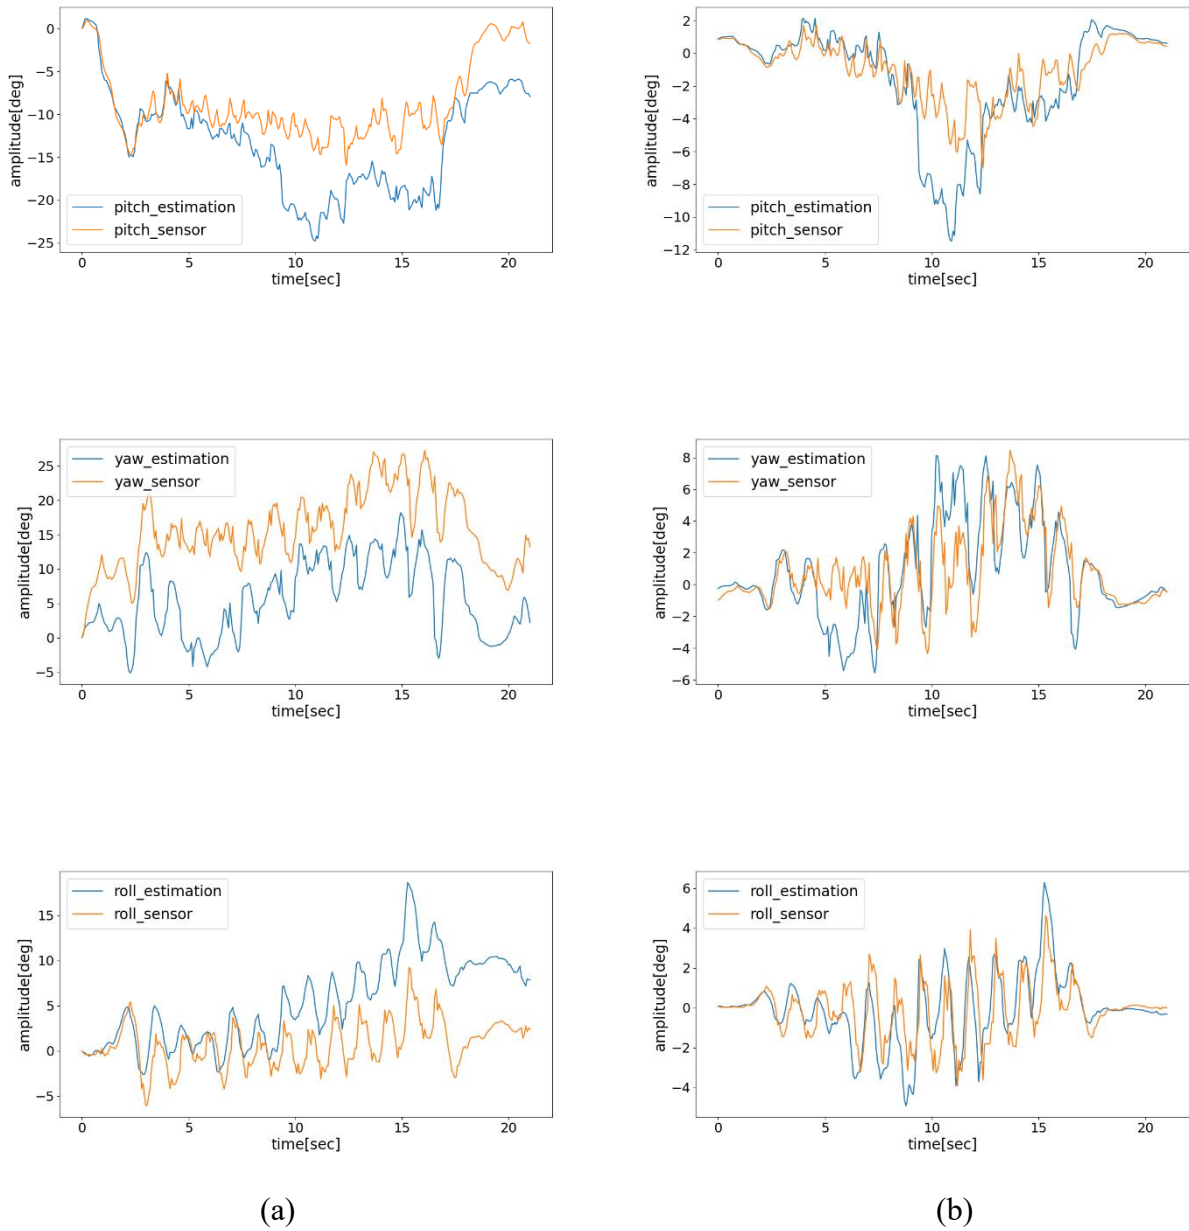 0
−5
−10
−15
−20
−25
amplitude[deg]
pitch_estimation
pitch_sensor
0 5 10 15 20
time[sec]
2
0
−2
−4
−6
−8
−10
−12
amplitude[deg]
pitch_estimation
pitch_sensor
0 5 10 15 20
time[sec]
25
20
15
10
5
0
−5
amplitude[deg]
yaw_estimation
yaw_sensor
0 5 10 15 20
time[sec]
8
6
4
2
0
−2
−4
−6
amplitude[deg]
yaw_estimation
yaw_sensor
0 5 10 15 20
time[sec]
15
10
5
0
−5
amplitude[deg]
roll_estimation
roll_sensor
0 5 10 15 20
time[sec]
6
4
2
0
−2
−4
amplitude[deg]
roll_estimation
roll_sensor
0 5 10 15 20
time[sec]
(a) (b)